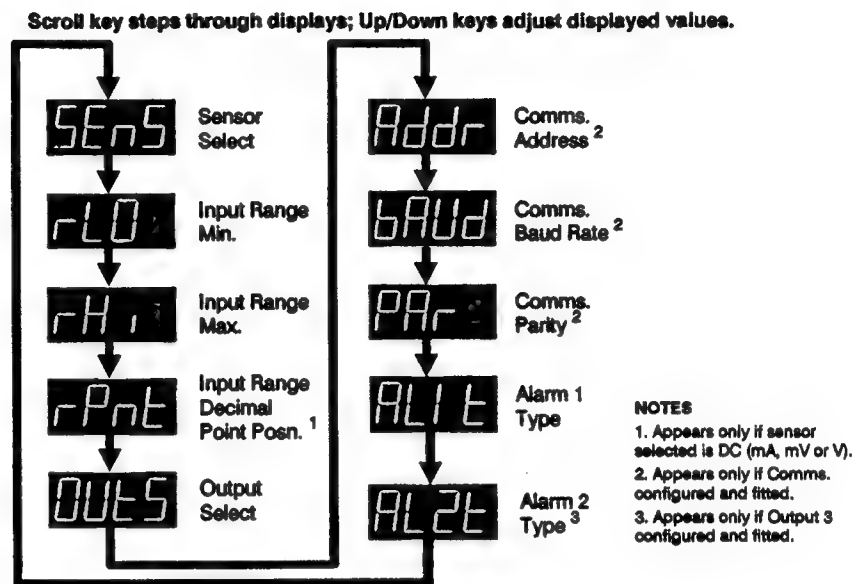 Scroll key steps through displays; Up/Down keys adjust displayed values.
SEnS
Sensor
Select
rLO
Input Range
Min.
rHi
Input Range
Max.
rPnt
Input Range
Decimal
Point Posn. 1
OUtS
Output
Select
Addr
Comms.
Address 2
bAUd
Comms.
Baud Rate 2
PAr
Comms.
Parity 2
AL1t
Alarm 1
Type
AL2t
Alarm 2
Type 3
NOTES
1. Appears only if sensor
selected is DC (mA, mV or V).
2. Appears only if Comms.
configured and fitted.
3. Appears only if Output 3
configured and fitted.